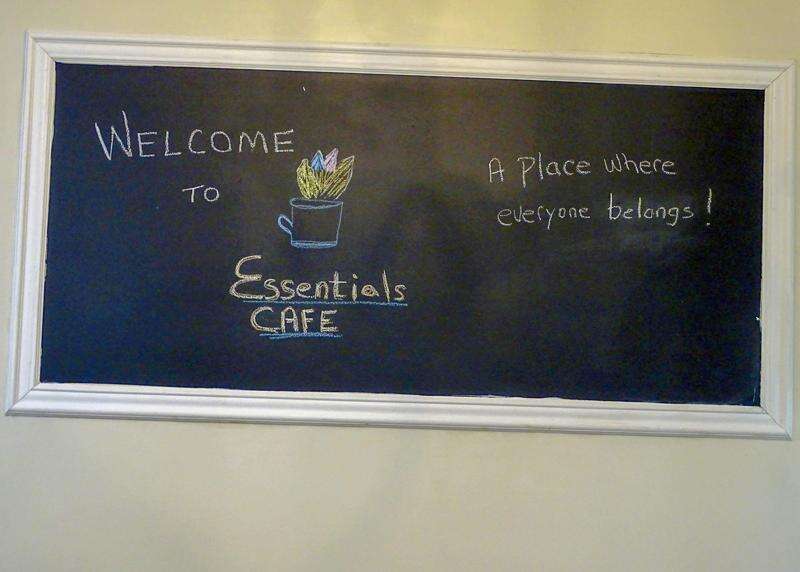 WELCOME
TO
Essentials
CAFE
A Place where
everyone belongs!